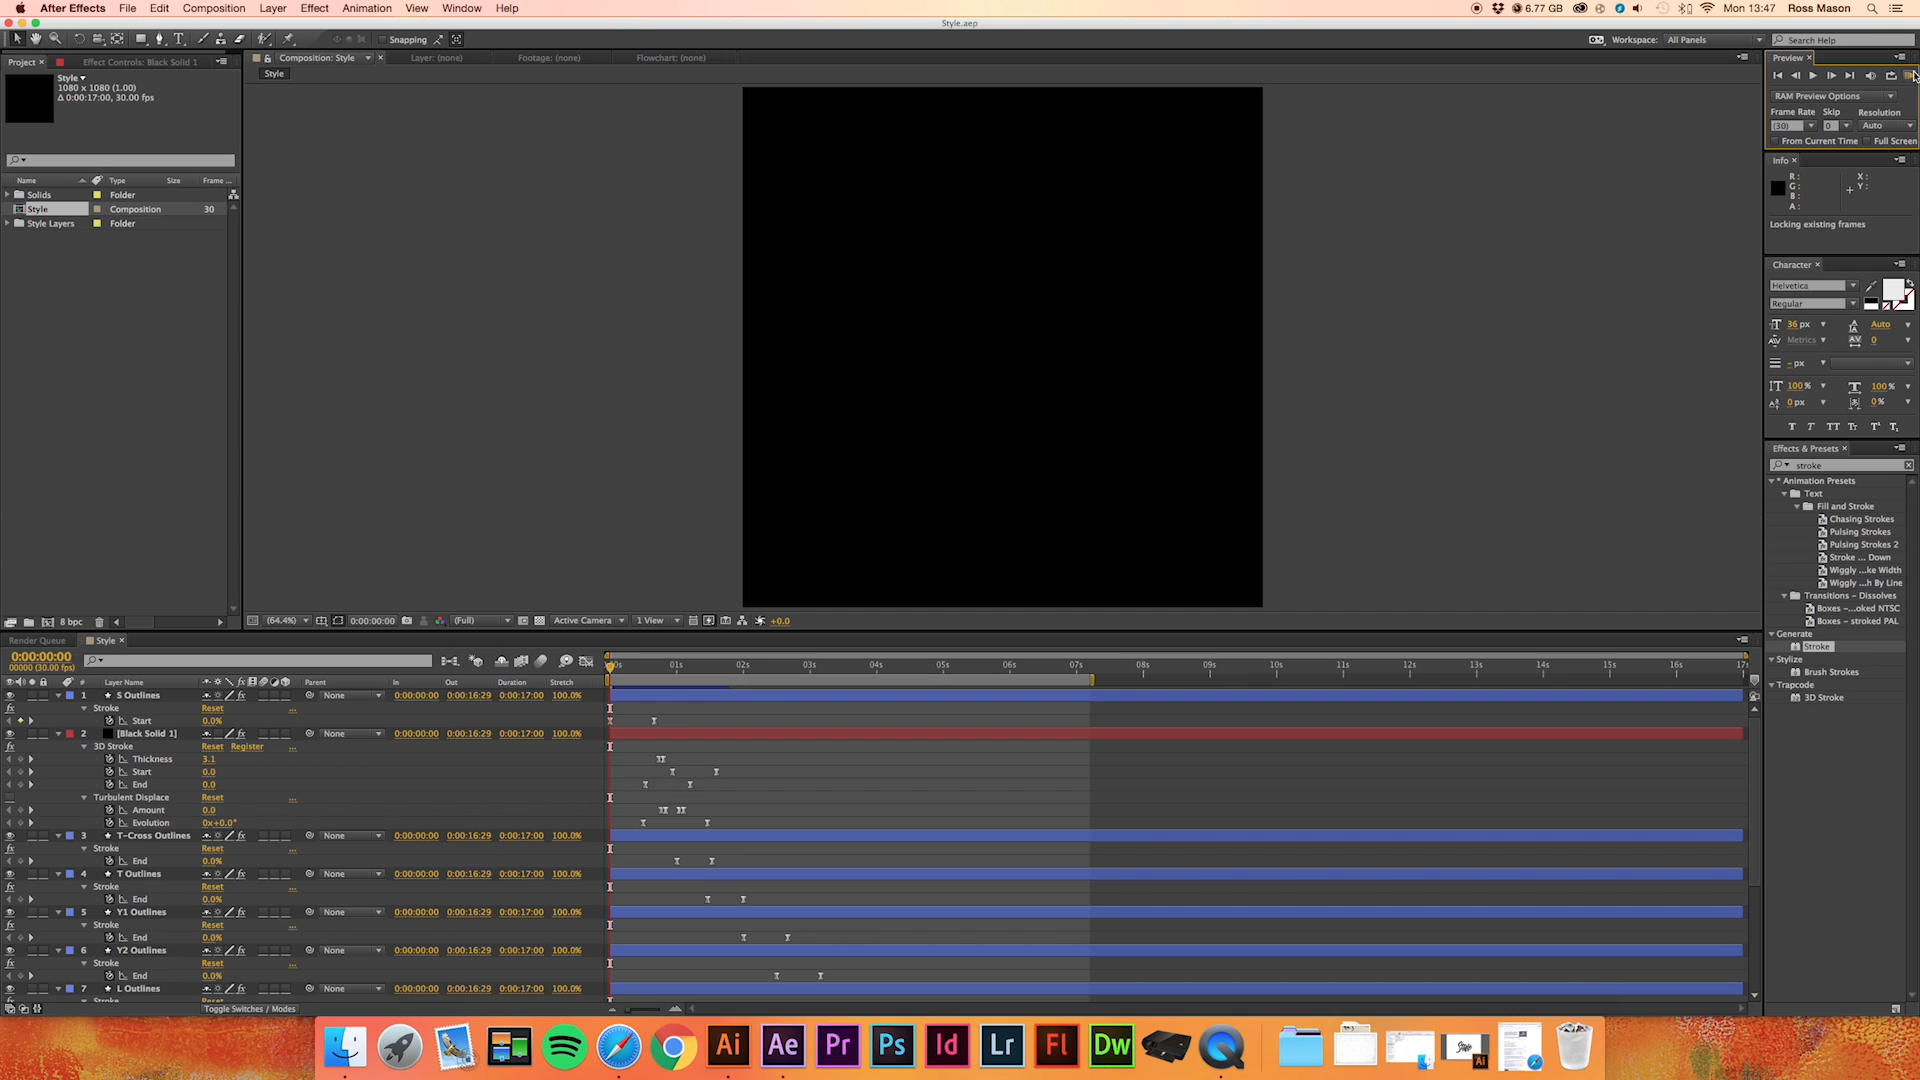 After Effects File Edit Composition Layer Effect Animation View Window Help 6.77 GB Mon 13:47 Ross Mason
Style.aep
Snapping Workspace: All Panels Search Help
Project Effect Controls: Black Solid 1 Composition: Style Layer: (none) Footage: (none) Flowchart: (none) Preview
Style
Style
1080 x 1080 (1.00)
Δ 0:00:17:00, 30.00 fps
RAM Preview Options
Frame Rate Skip Resolution
(30) 0 Auto
From Current Time Full Screen
Info
R : X :
G : Y :
B :
A :
Locking existing frames
Name Type Size Frame ...
Solids Folder
Style Composition 30
Style Layers Folder
Character
Helvetica
Regular
36 px Auto
Metrics 0
- px
100 % 100 %
0 px 0 %
T T TT Tt T¹ T₁
Effects & Presets
stroke
* Animation Presets
Text
Fill and Stroke
Chasing Strokes
Pulsing Strokes
Pulsing Strokes 2
Stroke ... Down
Wiggly ...ke Width
Wiggly ...h By Line
Transitions - Dissolves
Boxes -...oked NTSC
Boxes - stroked PAL
Generate
Stroke
Stylize
Brush Strokes
Trapcode
3D Stroke
8 bpc (64.4%) 0:00:00:00 (Full) Active Camera 1 View +0.0
Render Queue Style
0:00:00:00
00000 (30.00 fps)
00s 01s 02s 03s 04s 05s 06s 07s 08s 09s 10s 11s 12s 13s 14s 15s 16s 17s
Layer Name Parent In Out Duration Stretch
1 S Outlines None 0:00:00:00 0:00:16:29 0:00:17:00 100.0%
Stroke Reset ...
Start 0.0%
2 [Black Solid 1] None 0:00:00:00 0:00:16:29 0:00:17:00 100.0%
3D Stroke Reset Register ...
Thickness 3.1
Start 0.0
End 0.0
Turbulent Displace Reset ...
Amount 0.0
Evolution 0x+0.0°
3 T-Cross Outlines None 0:00:00:00 0:00:16:29 0:00:17:00 100.0%
Stroke Reset ...
End 0.0%
4 T Outlines None 0:00:00:00 0:00:16:29 0:00:17:00 100.0%
Stroke Reset ...
End 0.0%
5 Y1 Outlines None 0:00:00:00 0:00:16:29 0:00:17:00 100.0%
Stroke Reset ...
End 0.0%
6 Y2 Outlines None 0:00:00:00 0:00:16:29 0:00:17:00 100.0%
Stroke Reset ...
End 0.0%
7 L Outlines None 0:00:00:00 0:00:16:29 0:00:17:00 100.0%
Stroke Reset
Toggle Switches / Modes
Ai Ae Pr Ps Id Lr Fl Dw Style Ai